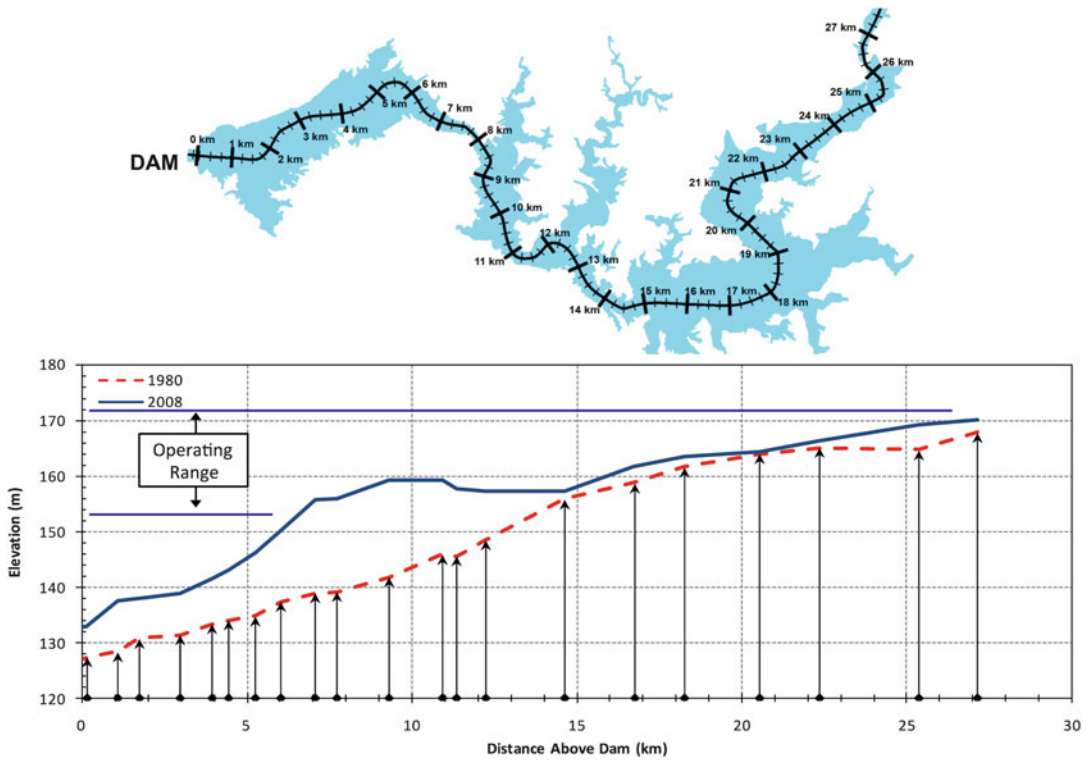 DAM
0 km
1 km
2 km
3 km
4 km
5 km
6 km
7 km
8 km
9 km
10 km
11 km
12 km
13 km
14 km
15 km
16 km
17 km
18 km
19 km
20 km
21 km
22 km
23 km
24 km
25 km
26 km
27 km
180
170
160
150
140
130
120
Elevation (m)
1980
2008
Operating
Range
0
5
10
15
20
25
30
Distance Above Dam (km)